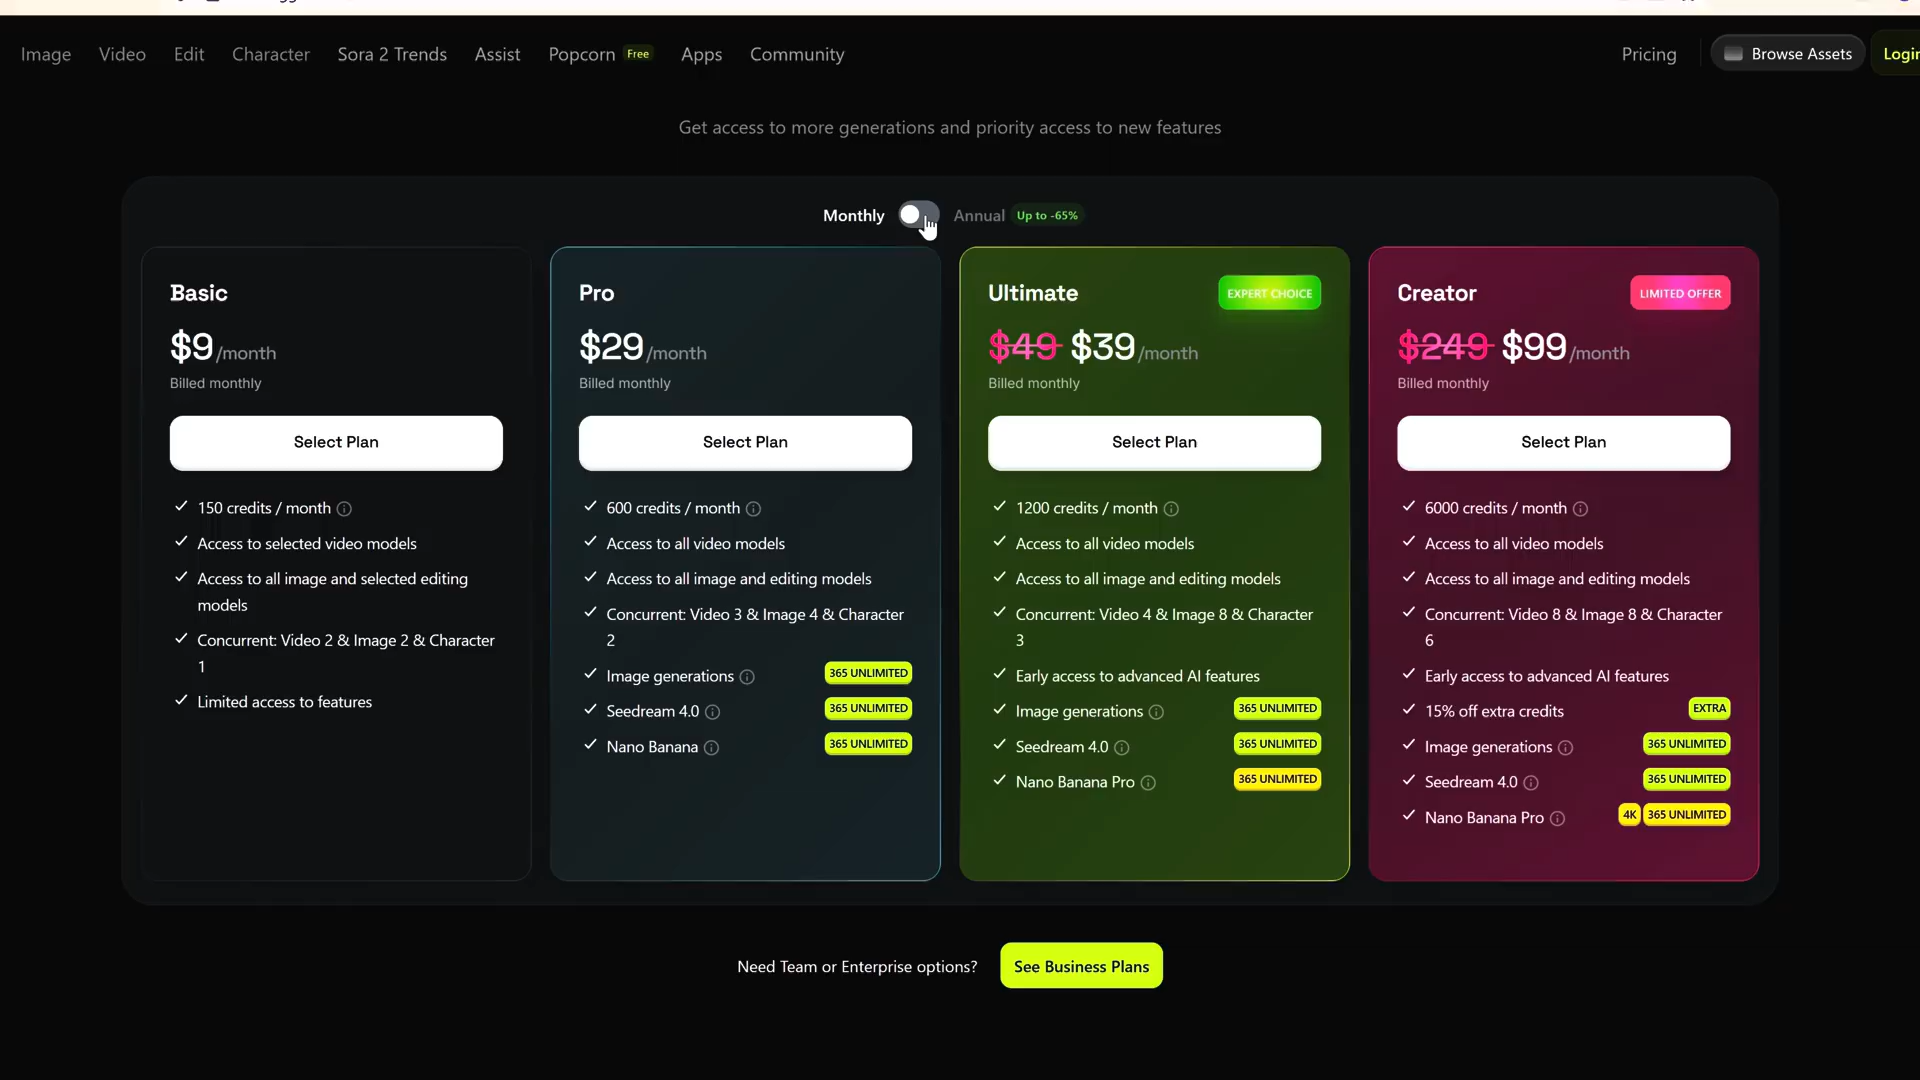 Image Video Edit Character Sora 2 Trends Assist Popcorn Free Apps Community Pricing Browse Assets Login
Get access to more generations and priority access to new features
Monthly Annual Up to -65%
Basic
$9/month
Billed monthly
Select Plan
150 credits / month
Access to selected video models
Access to all image and selected editing
models
Concurrent: Video 2 & Image 2 & Character
1
Limited access to features
Pro
$29/month
Billed monthly
Select Plan
600 credits / month
Access to all video models
Access to all image and editing models
Concurrent: Video 3 & Image 4 & Character
2
Image generations 365 UNLIMITED
Seedream 4.0 365 UNLIMITED
Nano Banana 365 UNLIMITED
Ultimate EXPERT CHOICE
$49 $39/month
Billed monthly
Select Plan
1200 credits / month
Access to all video models
Access to all image and editing models
Concurrent: Video 4 & Image 8 & Character
3
Early access to advanced AI features
Image generations 365 UNLIMITED
Seedream 4.0 365 UNLIMITED
Nano Banana Pro 365 UNLIMITED
Creator LIMITED OFFER
$249 $99/month
Billed monthly
Select Plan
6000 credits / month
Access to all video models
Access to all image and editing models
Concurrent: Video 8 & Image 8 & Character
6
Early access to advanced AI features
15% off extra credits EXTRA
Image generations 365 UNLIMITED
Seedream 4.0 365 UNLIMITED
Nano Banana Pro 4K 365 UNLIMITED
Need Team or Enterprise options? See Business Plans